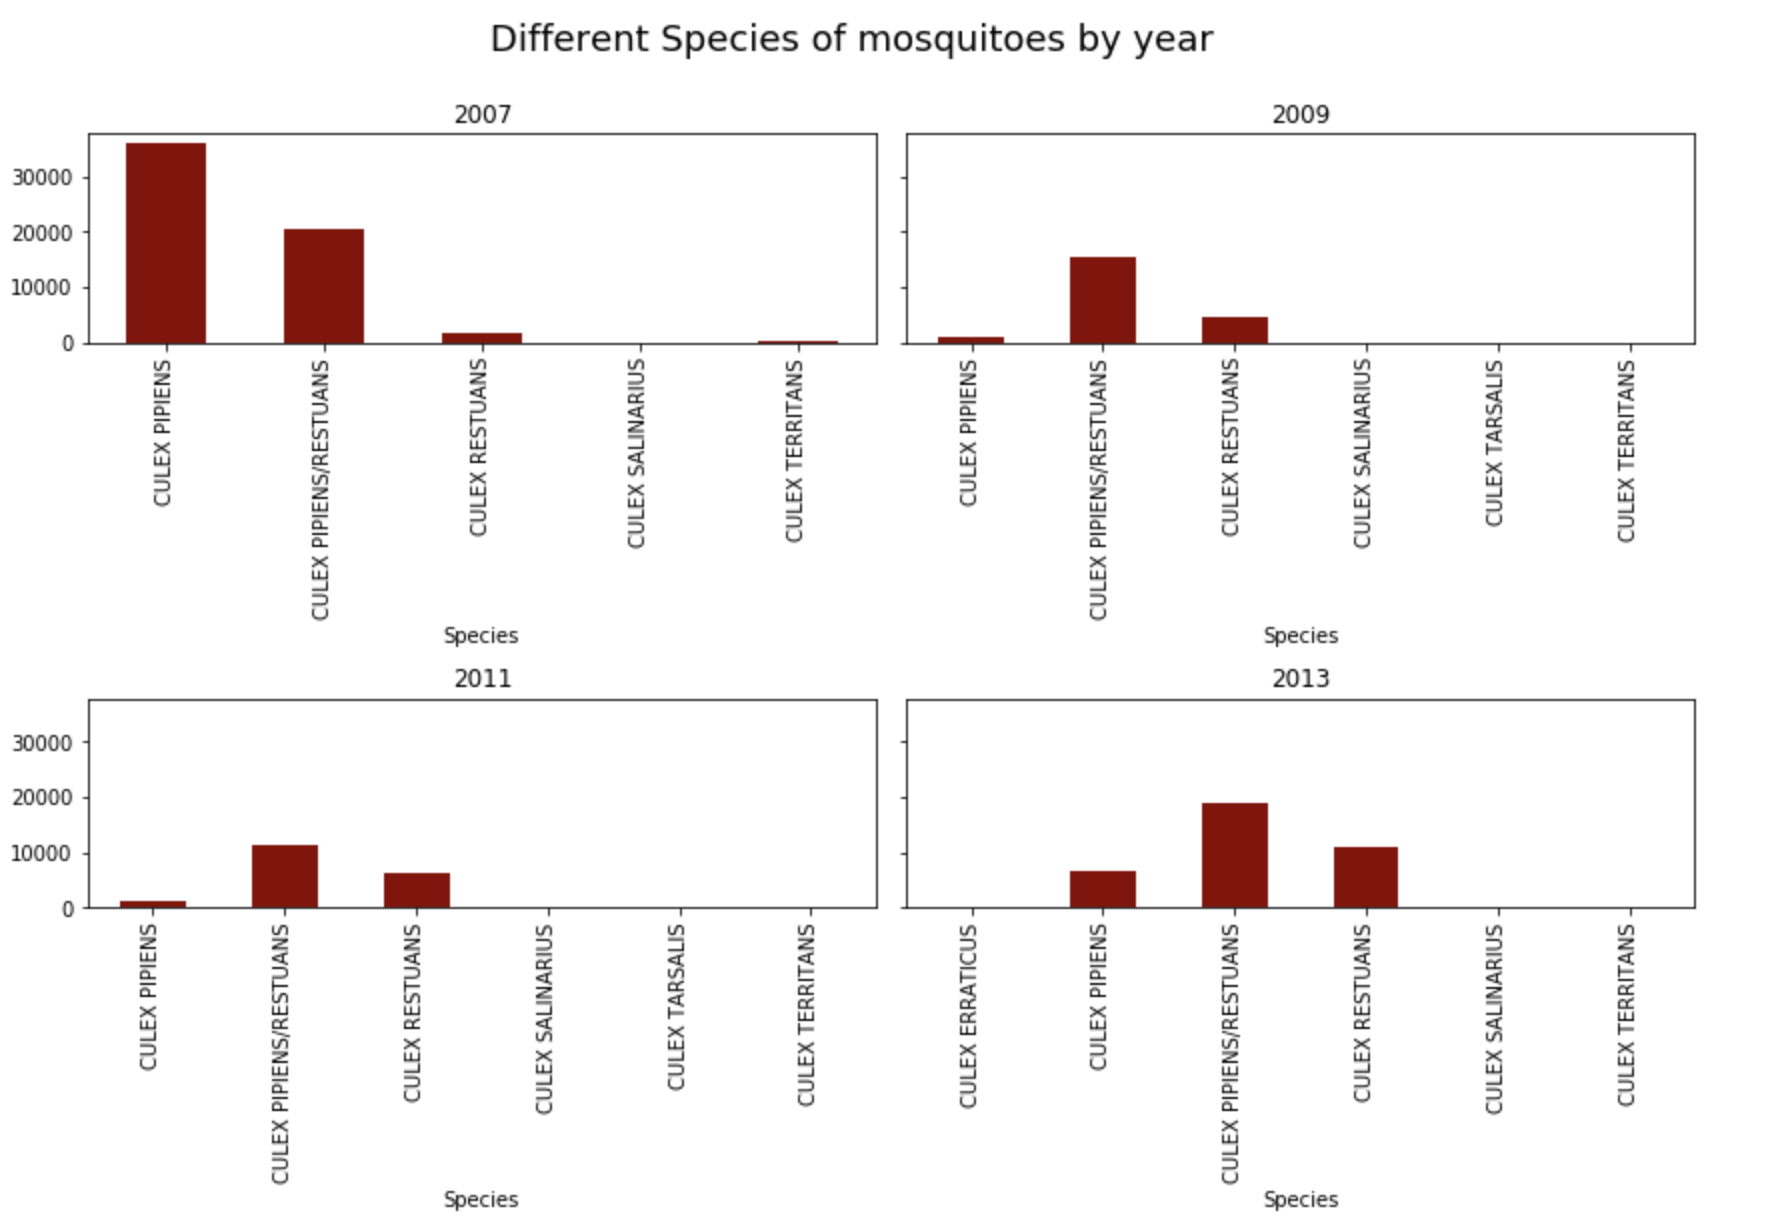 Different Species of mosquitoes by year
2007
30000
20000
10000
0
CULEX PIPIENS
CULEX PIPIENS/RESTUANS
CULEX RESTUANS
CULEX SALINARIUS
CULEX TERRITANS
Species
2009
CULEX PIPIENS
CULEX PIPIENS/RESTUANS
CULEX RESTUANS
CULEX SALINARIUS
CULEX TARSALIS
CULEX TERRITANS
Species
2011
30000
20000
10000
0
CULEX PIPIENS
CULEX PIPIENS/RESTUANS
CULEX RESTUANS
CULEX SALINARIUS
CULEX TARSALIS
CULEX TERRITANS
Species
2013
CULEX ERRATICUS
CULEX PIPIENS
CULEX PIPIENS/RESTUANS
CULEX RESTUANS
CULEX SALINARIUS
CULEX TERRITANS
Species